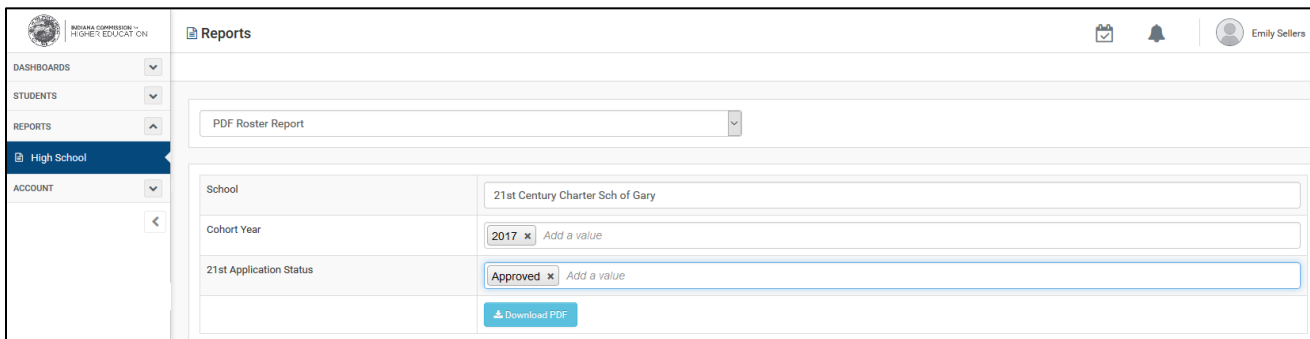 INDIANA COMMISSION for
HIGHER EDUCATION
Reports
Emily Sellers
DASHBOARDS
STUDENTS
REPORTS
High School
ACCOUNT
PDF Roster Report
School
21st Century Charter Sch of Gary
Cohort Year
2017 × Add a value
21st Application Status
Approved × Add a value
Download PDF